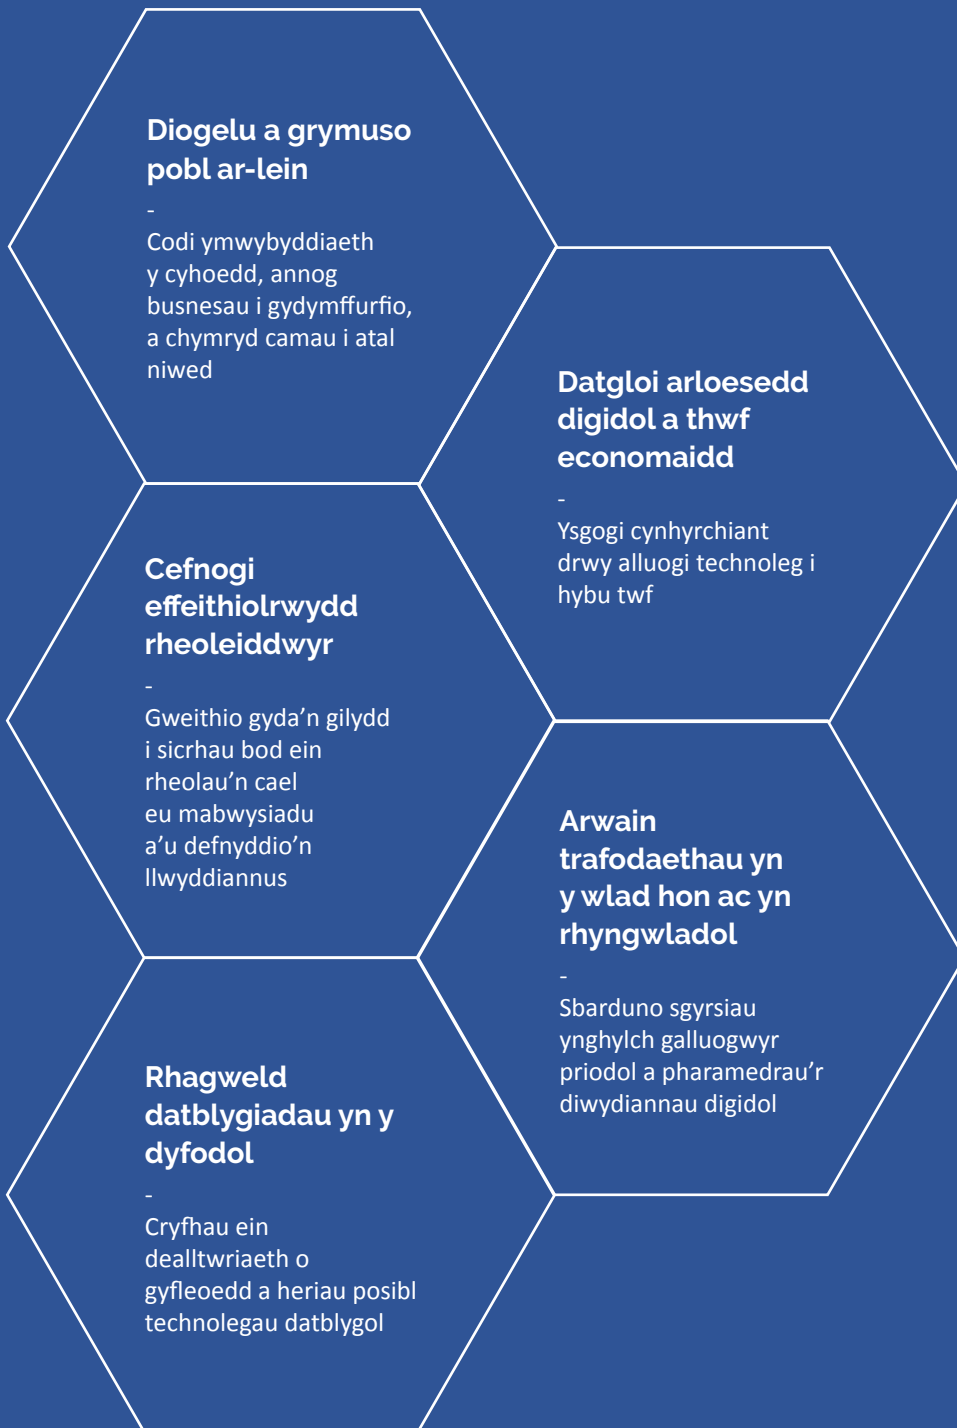 Diogelu a grymuso
pobl ar-lein
-
Codi ymwybyddiaeth
y cyhoedd, annog
busnesau i gydymffurfio,
a chymryd camau i atal
niwed
Datgloi arloesedd
digidol a thwf
economaidd
-
Ysgogi cynhyrchiant
drwy alluogi technoleg i
hybu twf
Cefnogi
effeithiolrwydd
rheoleiddwyr
-
Gweithio gyda’n gilydd
i sicrhau bod ein
rheolau’n cael
eu mabwysiadu
a’u defnyddio’n
llwyddiannus
Arwain
trafodaethau yn
y wlad hon ac yn
rhyngwladol
-
Sbarduno sgyrsiau
ynghylch galluogwyr
priodol a pharamedrau’r
diwydiannau digidol
Rhagweld
datblygiadau yn y
dyfodol
-
Cryfhau ein
dealltwriaeth o
gyfleoedd a heriau posibl
technolegau datblygol